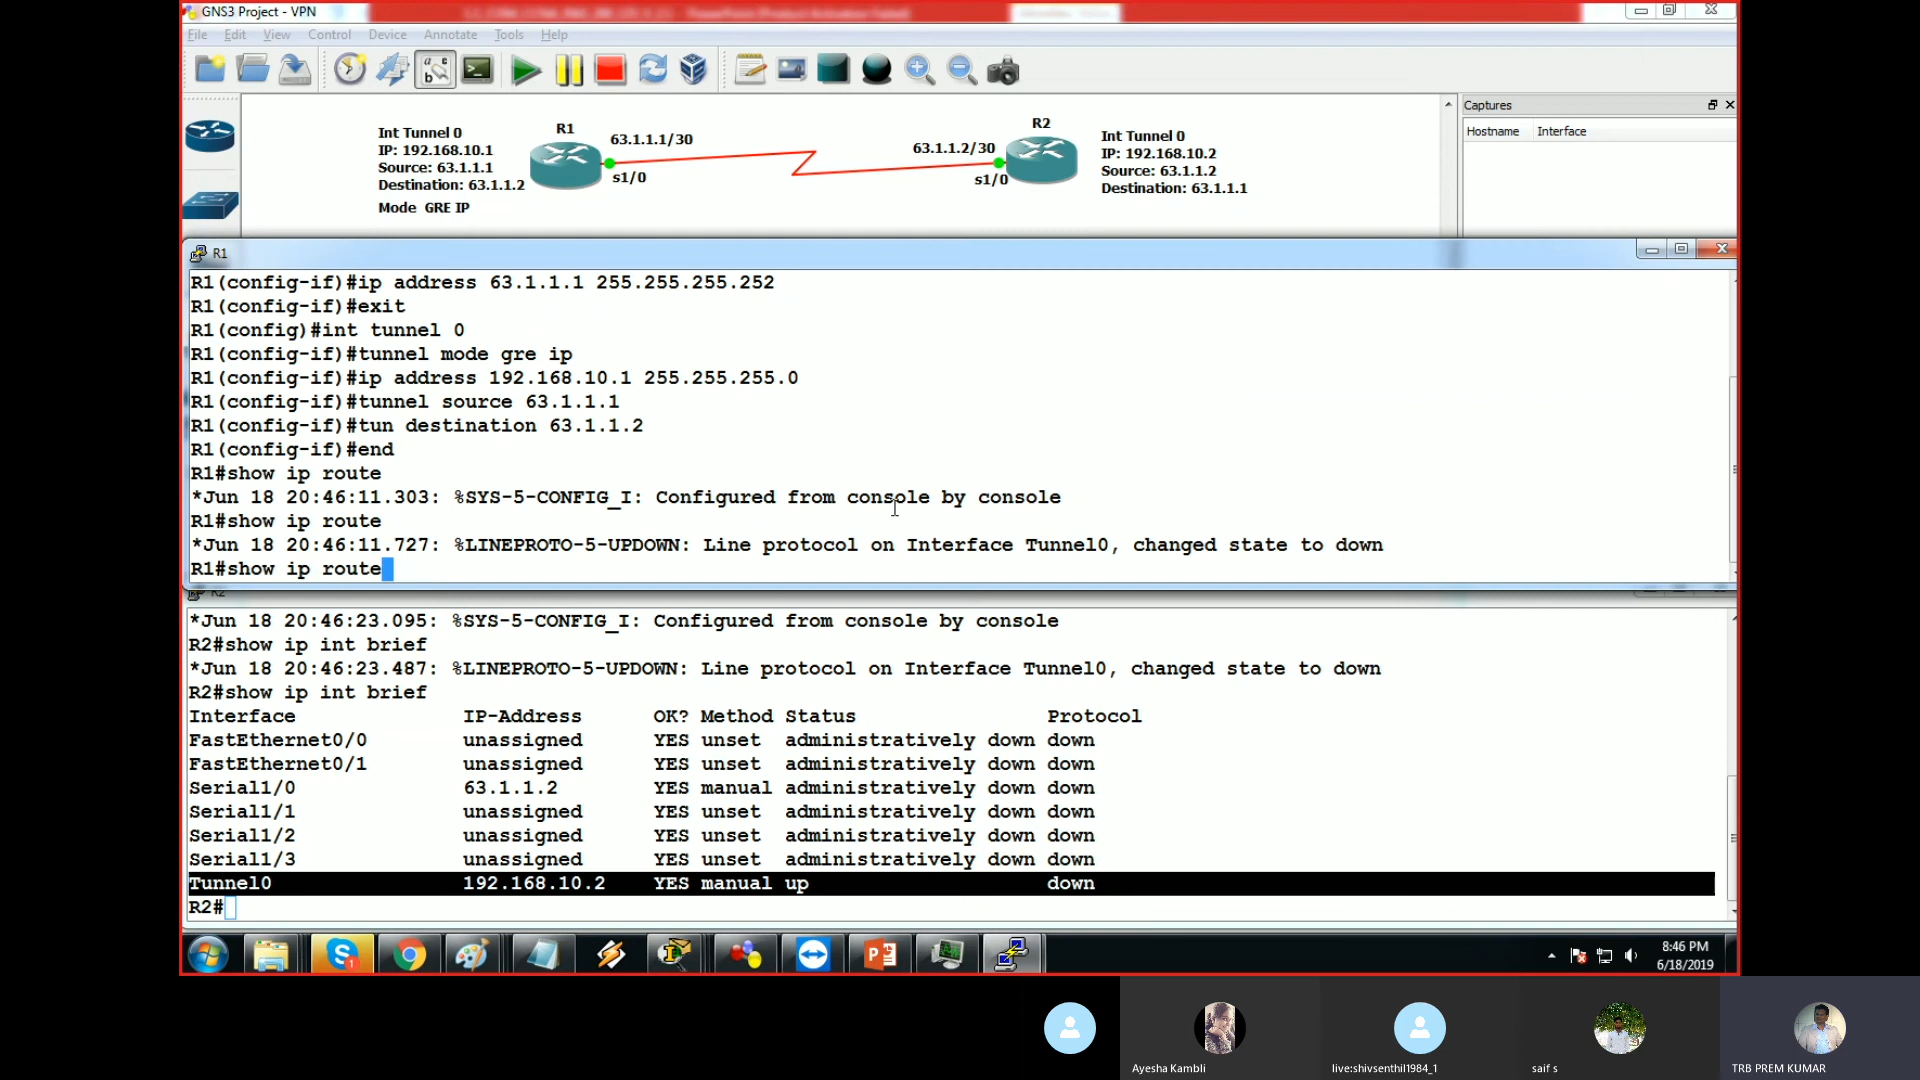 GNS3 Project - VPN
File Edit View Control Device Annotate Tools Help
Captures
Hostname Interface
Int Tunnel 0
IP: 192.168.10.1
Source: 63.1.1.1
Destination: 63.1.1.2
Mode GRE IP
R1
63.1.1.1/30
s1/0
63.1.1.2/30
s1/0
R2
Int Tunnel 0
IP: 192.168.10.2
Source: 63.1.1.2
Destination: 63.1.1.1
R1
R1(config-if)#ip address 63.1.1.1 255.255.255.252
R1(config-if)#exit
R1(config)#int tunnel 0
R1(config-if)#tunnel mode gre ip
R1(config-if)#ip address 192.168.10.1 255.255.255.0
R1(config-if)#tunnel source 63.1.1.1
R1(config-if)#tun destination 63.1.1.2
R1(config-if)#end
R1#show ip route
*Jun 18 20:46:11.303: %SYS-5-CONFIG_I: Configured from console by console
R1#show ip route
*Jun 18 20:46:11.727: %LINEPROTO-5-UPDOWN: Line protocol on Interface Tunnel0, changed state to down
R1#show ip route
R2
*Jun 18 20:46:23.095: %SYS-5-CONFIG_I: Configured from console by console
R2#show ip int brief
*Jun 18 20:46:23.487: %LINEPROTO-5-UPDOWN: Line protocol on Interface Tunnel0, changed state to down
R2#show ip int brief
Interface IP-Address OK? Method Status Protocol
FastEthernet0/0 unassigned YES unset administratively down down
FastEthernet0/1 unassigned YES unset administratively down down
Serial1/0 63.1.1.2 YES manual administratively down down
Serial1/1 unassigned YES unset administratively down down
Serial1/2 unassigned YES unset administratively down down
Serial1/3 unassigned YES unset administratively down down
Tunnel0 192.168.10.2 YES manual up down
R2#
8:46 PM
6/18/2019
Ayesha Kambli
live:shivsenthil1984_1
saif s
TRB PREM KUMAR